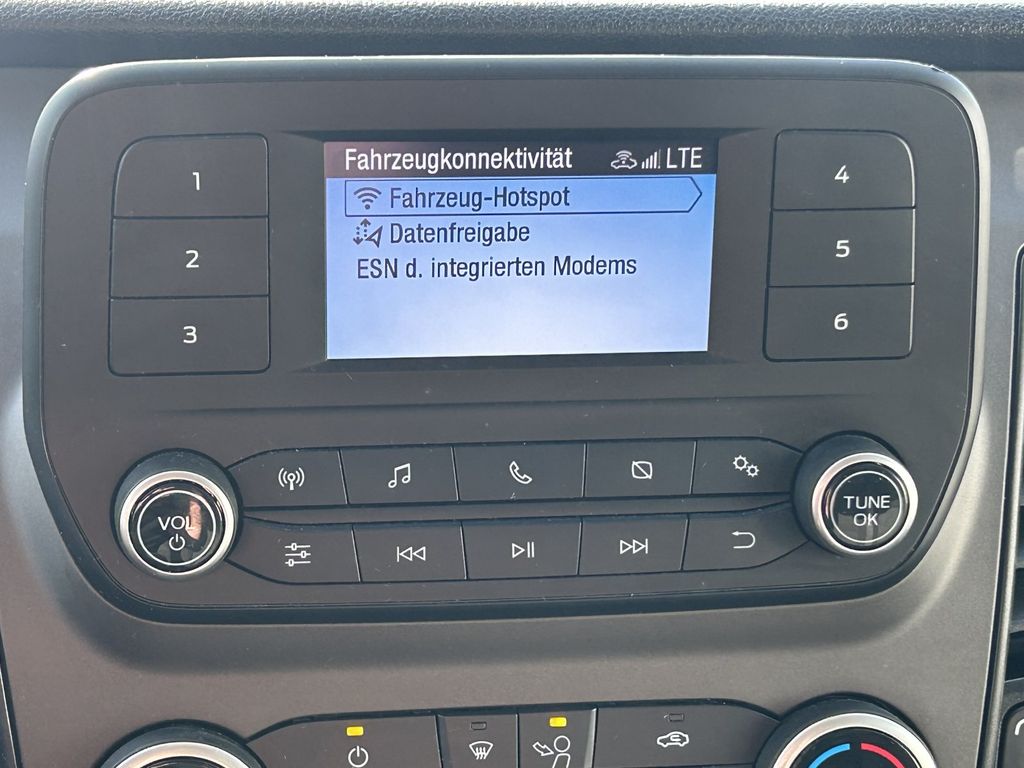 Fahrzeugkonnektivität LTE
Fahrzeug-Hotspot
Datenfreigabe
ESN d. integrierten Modems
1
2
3
4
5
6
VOL
TUNE
OK